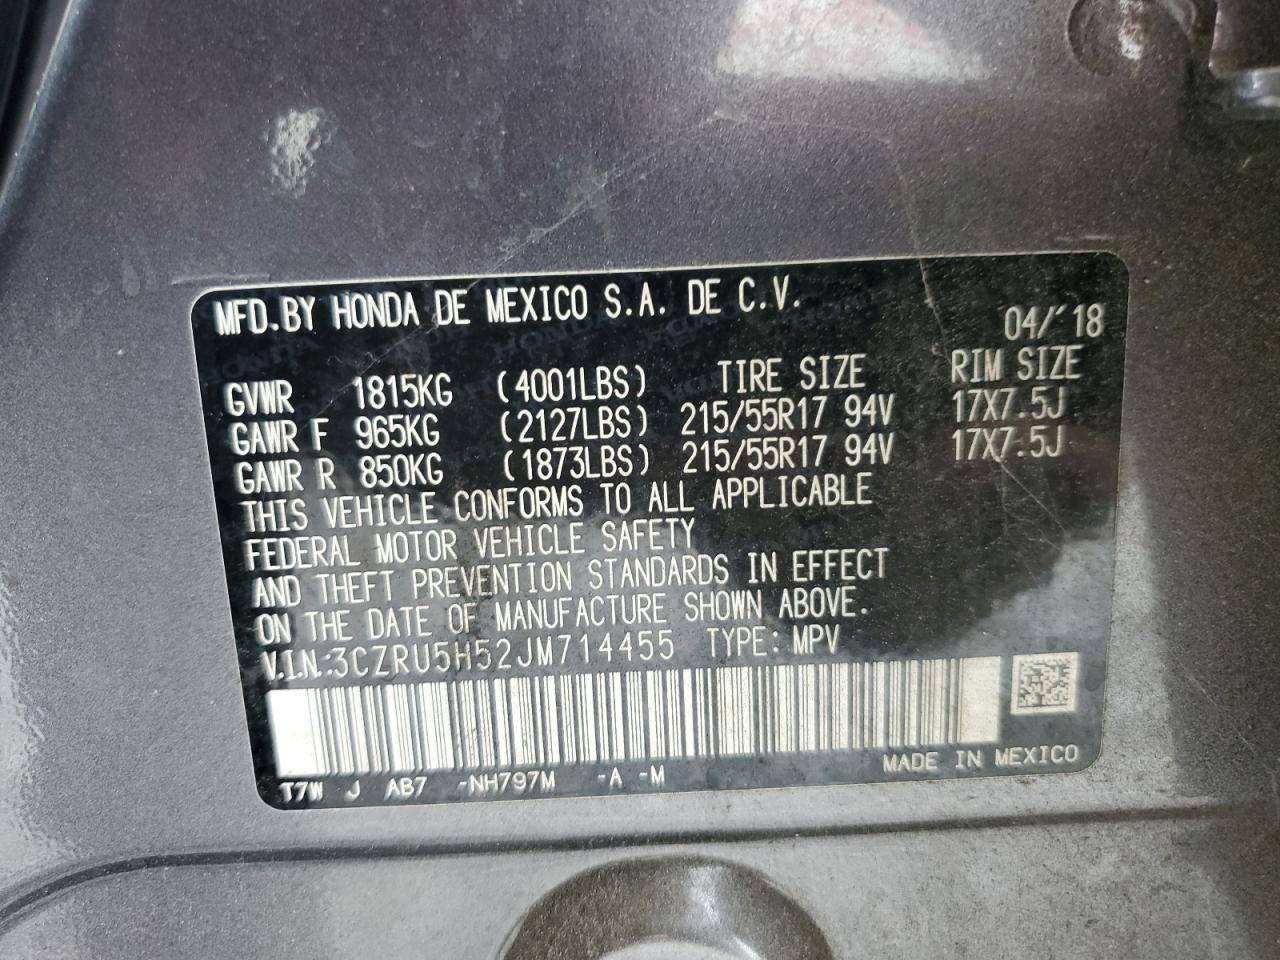 MFD.BY HONDA DE MEXICO S.A. DE C.V.
04/'18
GVWR 1815KG (4001LBS) TIRE SIZE RIM SIZE
GAWR F 965KG (2127LBS) 215/55R17 94V 17X7.5J
GAWR R 850KG (1873LBS) 215/55R17 94V 17X7.5J
THIS VEHICLE CONFORMS TO ALL APPLICABLE
FEDERAL MOTOR VEHICLE SAFETY
AND THEFT PREVENTION STANDARDS IN EFFECT
ON THE DATE OF MANUFACTURE SHOWN ABOVE.
V.I.N.:3CZRU5H52JM714455 TYPE: MPV
MADE IN MEXICO
T7W J AB7 -NH797M -A -M